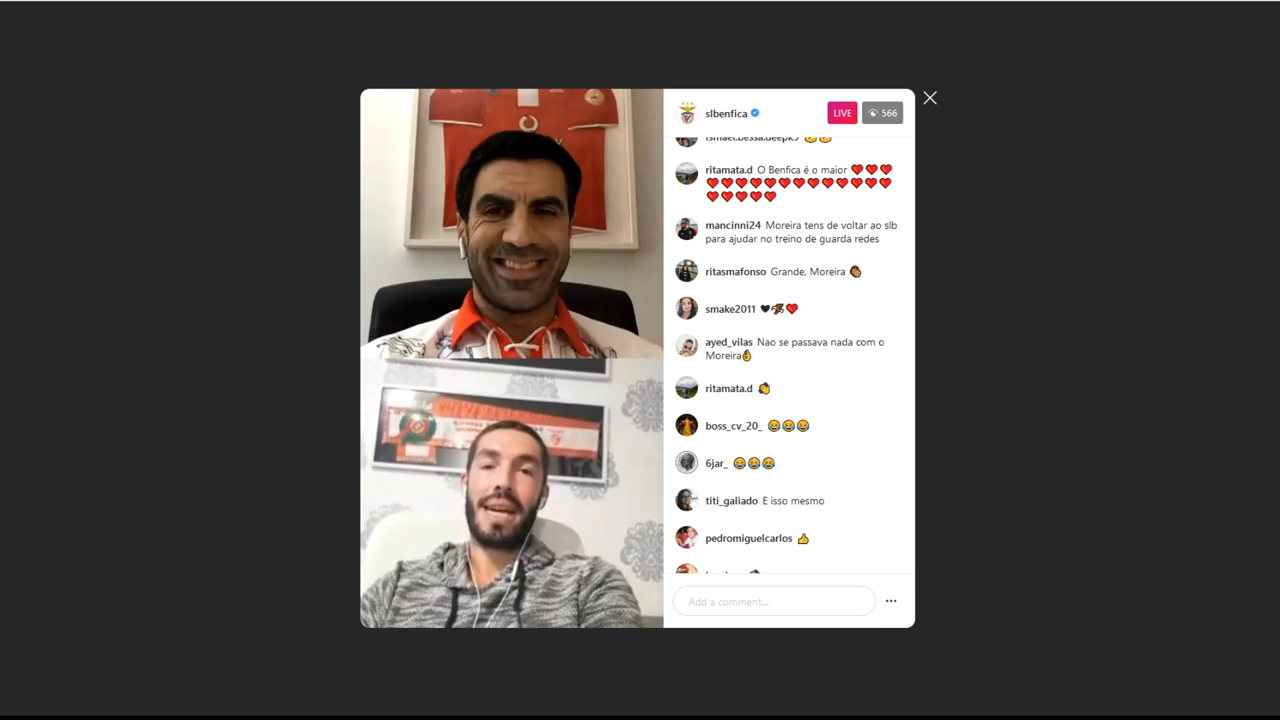 slbenfica
LIVE
566
ritamata.d O Benfica é o maior ❤❤❤
❤❤❤❤❤❤❤❤❤❤❤❤❤
❤❤❤❤❤
mancinni24 Moreira tens de voltar ao slb
para ajudar no treino de guarda redes
ritasmafonso Grande, Moreira
smake2011
ayed_vilas Nao se passava nada com o
Moreira👌
ritamata.d 👏
boss_cv_20_ 😂😂😂
6jar_ 😂😂😂
titi_galiado E isso mesmo
pedromiguelcarlos 👍
Add a comment...